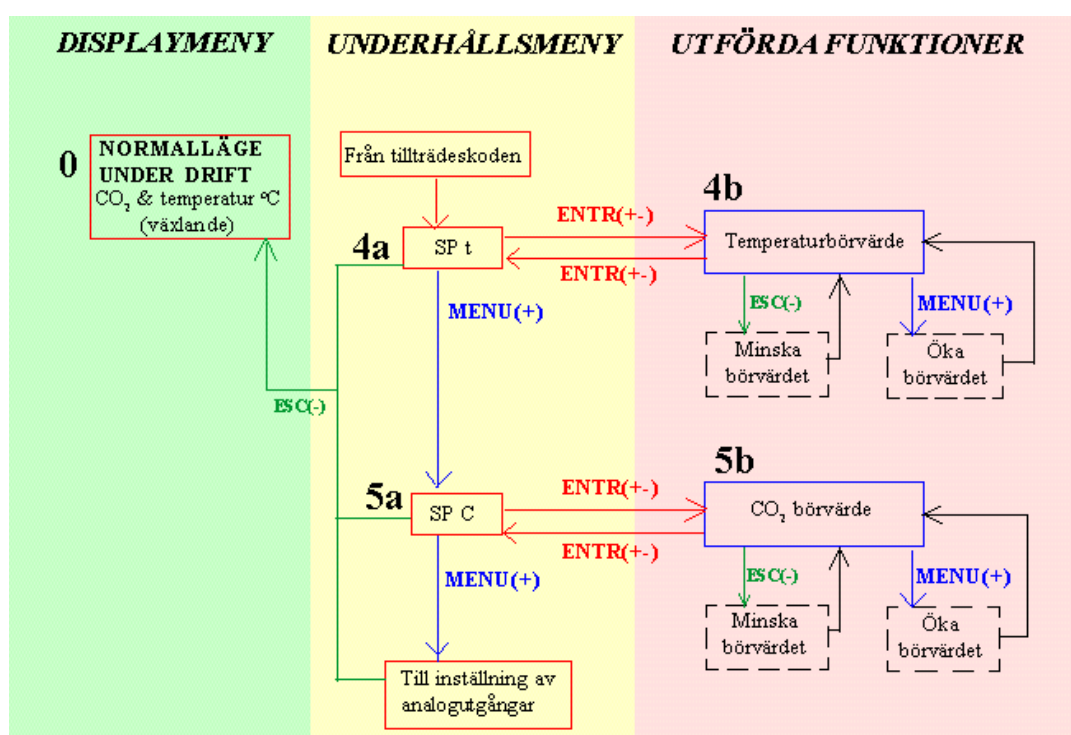 DISPLAYMENY
UNDERHÅLLSMENY
UTFÖRDA FUNKTIONER
0
NORMALLÄGE
UNDER DRIFT
CO₂ & temperatur ºC
(växlande)
Från tillträdeskoden
4a
SP t
ENTR(+-)
ENTR(+-)
4b
Temperaturbörvärde
ESC(-)
MENU(+)
Minska
börvärdet
Öka
börvärdet
MENU(+)
ESC(-)
5a
SP C
ENTR(+-)
ENTR(+-)
5b
CO₂ börvärde
ESC(-)
MENU(+)
Minska
börvärdet
Öka
börvärdet
MENU(+)
Till inställning av
analogutgångar